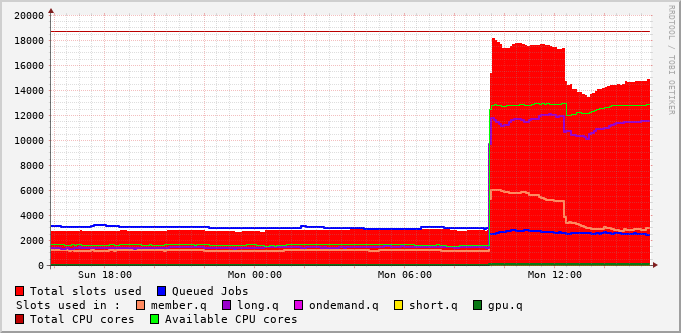 20000
18000
16000
14000
12000
10000
8000
6000
4000
2000
0
Sun 18:00 Mon 00:00 Mon 06:00 Mon 12:00
RRDTOOL / TOBI OETIKER
Total slots used Queued Jobs
Slots used in : member.q long.q ondemand.q short.q gpu.q
Total CPU cores Available CPU cores